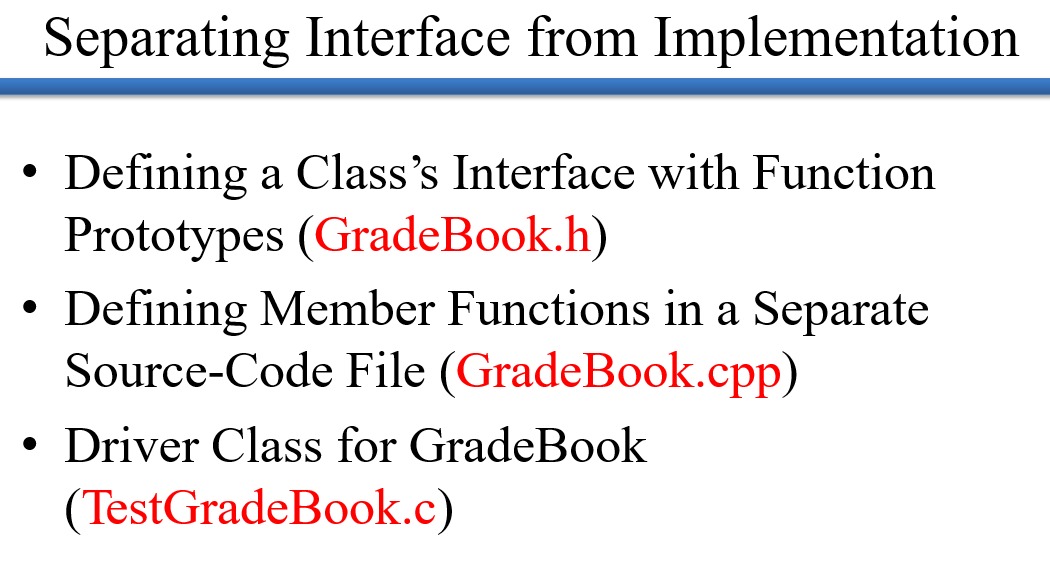 Separating Interface from Implementation
• Defining a Class’s Interface with Function
Prototypes (GradeBook.h)
• Defining Member Functions in a Separate
Source-Code File (GradeBook.cpp)
• Driver Class for GradeBook
(TestGradeBook.c)